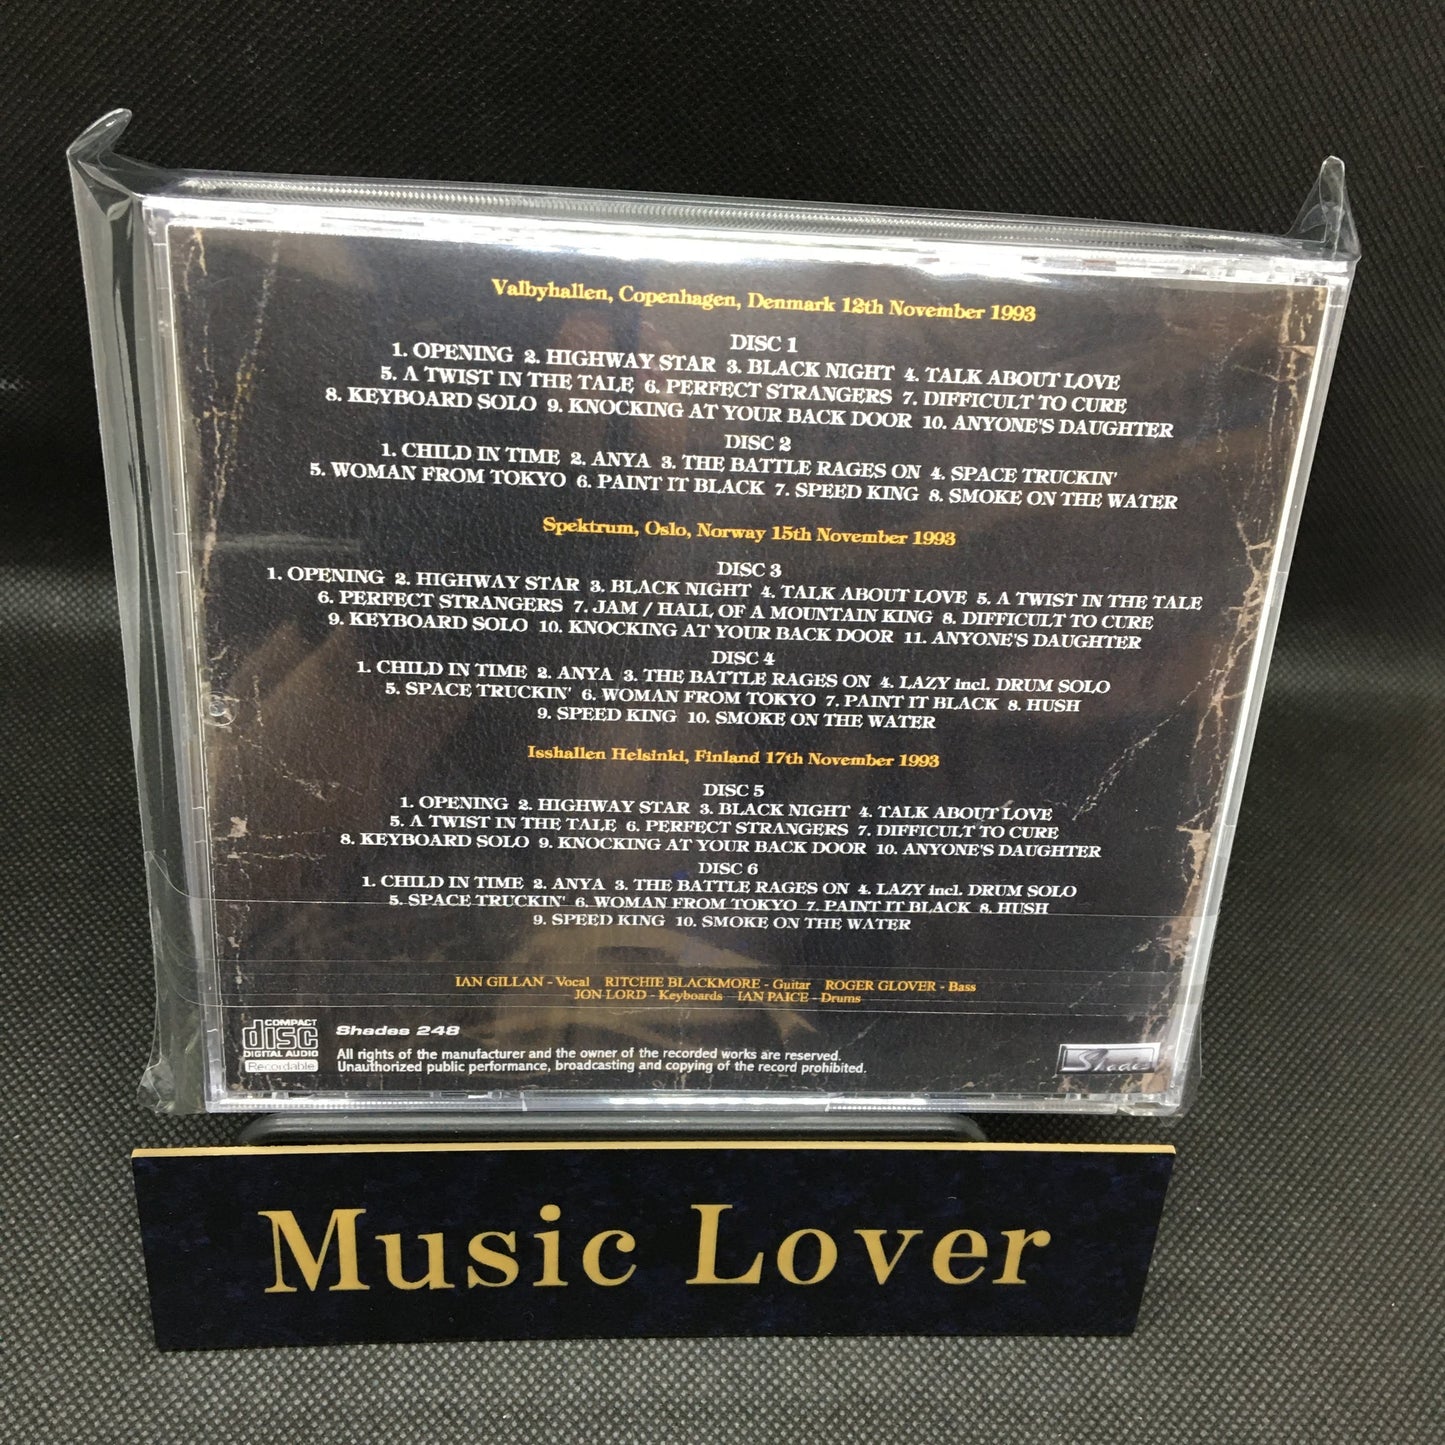 Valbyhallen, Copenhagen, Denmark 12th November 1993
DISC 1
1. OPENING 2. HIGHWAY STAR 3. BLACK NIGHT 4. TALK ABOUT LOVE
5. A TWIST IN THE TALE 6. PERFECT STRANGERS 7. DIFFICULT TO CURE
8. KEYBOARD SOLO 9. KNOCKING AT YOUR BACK DOOR 10. ANYONE'S DAUGHTER
DISC 2
1. CHILD IN TIME 2. ANYA 3. THE BATTLE RAGES ON 4. SPACE TRUCKIN'
5. WOMAN FROM TOKYO 6. PAINT IT BLACK 7. SPEED KING 8. SMOKE ON THE WATER
Spektrum, Oslo, Norway 15th November 1993
DISC 3
1. OPENING 2. HIGHWAY STAR 3. BLACK NIGHT 4. TALK ABOUT LOVE 5. A TWIST IN THE TALE
6. PERFECT STRANGERS 7. JAM / HALL OF A MOUNTAIN KING 8. DIFFICULT TO CURE
9. KEYBOARD SOLO 10. KNOCKING AT YOUR BACK DOOR 11. ANYONE'S DAUGHTER
DISC 4
1. CHILD IN TIME 2. ANYA 3. THE BATTLE RAGES ON 4. LAZY incl. DRUM SOLO
5. SPACE TRUCKIN' 6. WOMAN FROM TOKYO 7. PAINT IT BLACK 8. HUSH
9. SPEED KING 10. SMOKE ON THE WATER
Isshallen Helsinki, Finland 17th November 1993
DISC 5
1. OPENING 2. HIGHWAY STAR 3. BLACK NIGHT 4. TALK ABOUT LOVE
5. A TWIST IN THE TALE 6. PERFECT STRANGERS 7. DIFFICULT TO CURE
8. KEYBOARD SOLO 9. KNOCKING AT YOUR BACK DOOR 10. ANYONE'S DAUGHTER
DISC 6
1. CHILD IN TIME 2. ANYA 3. THE BATTLE RAGES ON 4. LAZY incl. DRUM SOLO
5. SPACE TRUCKIN' 6. WOMAN FROM TOKYO 7. PAINT IT BLACK 8. HUSH
9. SPEED KING 10. SMOKE ON THE WATER
IAN GILLAN - Vocal RITCHIE BLACKMORE - Guitar ROGER GLOVER - Bass
JON LORD - Keyboards IAN PAICE - Drums
COMPACT
disc
DIGITAL AUDIO
Recordable
Shades 248
All rights of the manufacturer and the owner of the recorded works are reserved.
Unauthorized public performance, broadcasting and copying of the record prohibited.
Shades
Music Lover